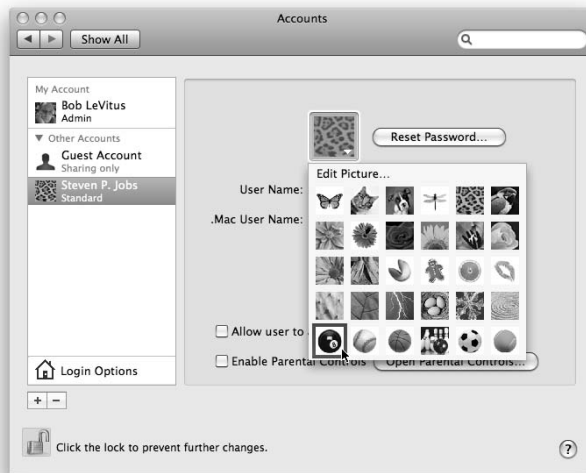 Accounts
Show All
My Account
Bob LeVitus
Admin
Other Accounts
Guest Account
Sharing only
Steven P. Jobs
Standard
Login Options
Reset Password...
Edit Picture...
User Name:
.Mac User Name:
Allow user to
Enable Parental Controls
Open Parental Controls...
+ −
Click the lock to prevent further changes.
?